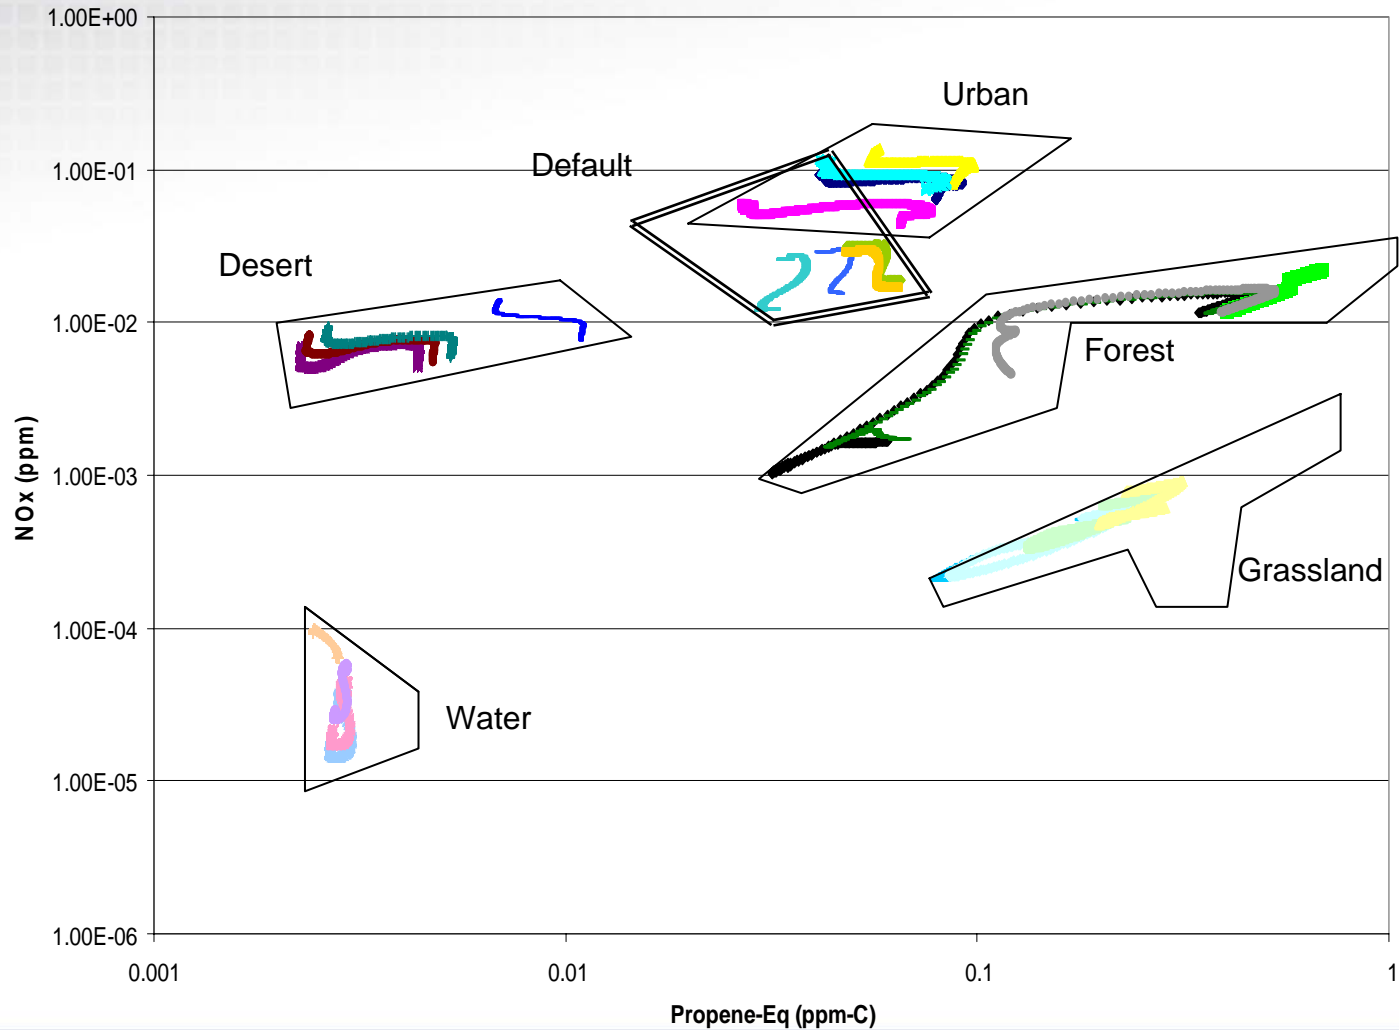 1.00E+00
Urban
Default
1.00E-01
Desert
1.00E-02
Forest
NOx (ppm)
1.00E-03
Grassland
1.00E-04
Water
1.00E-05
1.00E-06
0.001
0.01
0.1
1
Propene-Eq (ppm-C)